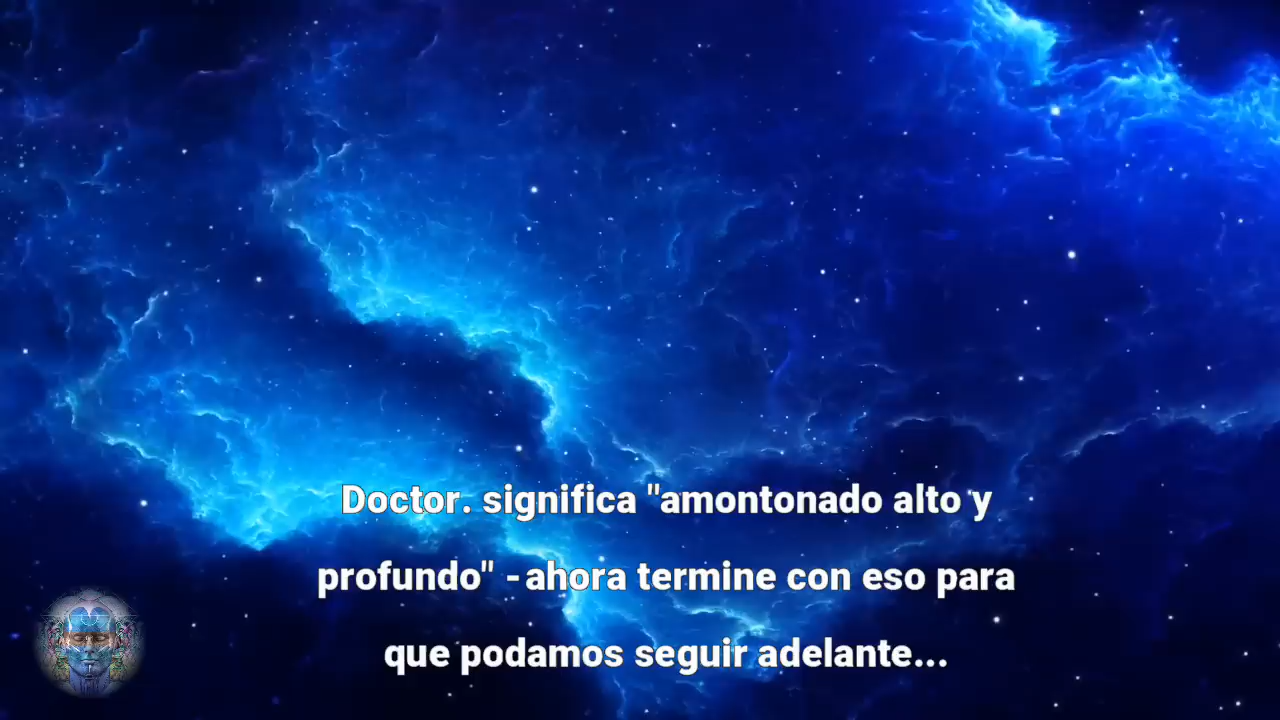 Doctor. significa "amontonado alto y
profundo" -ahora termine con eso para
que podamos seguir adelante...